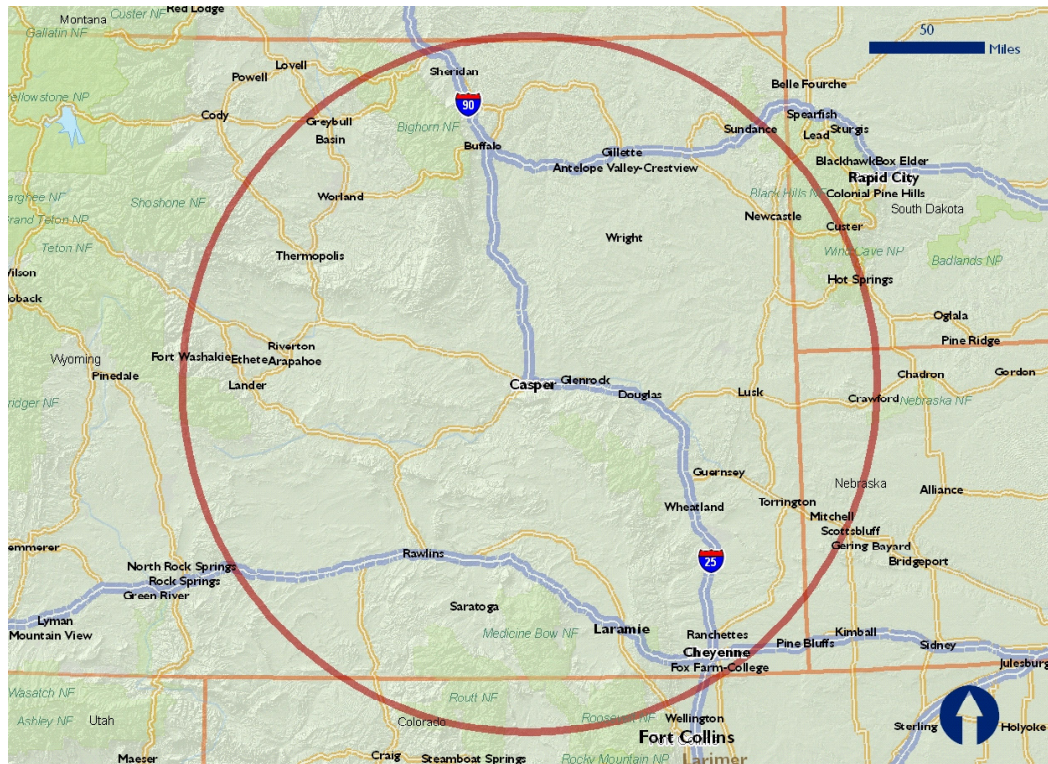 Custer NF
Red Lodge
Montana
Gallatin NF
50
Miles
Lovell
Sheridan
Powell
Belle Fourche
Yellowstone NP
90
Cody
Greybull
Bighorn NF
Spearfish
Sundance
Lead
Sturgis
Basin
Buffalo
Gillette
Antelope Valley-Crestview
Blackhawk
Box Elder
Rapid City
Worland
Shoshone NF
Black Hills NF
Colonial Pine Hills
South Dakota
Grand Teton NP
Newcastle
Custer
Teton NF
Wright
Thermopolis
Wind Cave NP
Badlands NP
Hot Springs
Oglala
Pine Ridge
Wyoming
Fort Washakie
Riverton
Ethete
Arapahoe
Pinedale
Lander
Casper
Glenrock
Douglas
Lusk
Chadron
Gordon
Crawford
Nebraska NF
Guernsey
Nebraska
Alliance
Wheatland
Torrington
Mitchell
Scottsbluff
Gering
Bayard
Bridgeport
25
Rawlins
North Rock Springs
Rock Springs
Green River
Saratoga
Lyman
Mountain View
Medicine Bow NF
Laramie
Ranchettes
Cheyenne
Fox Farm-College
Pine Bluffs
Kimball
Sidney
Julesburg
Wasatch NF
Ashley NF
Utah
Routt NF
Colorado
Wellington
Fort Collins
Sterling
Holyoke
Maeser
Craig
Steamboat Springs
Rocky Mountain NP
Larimer